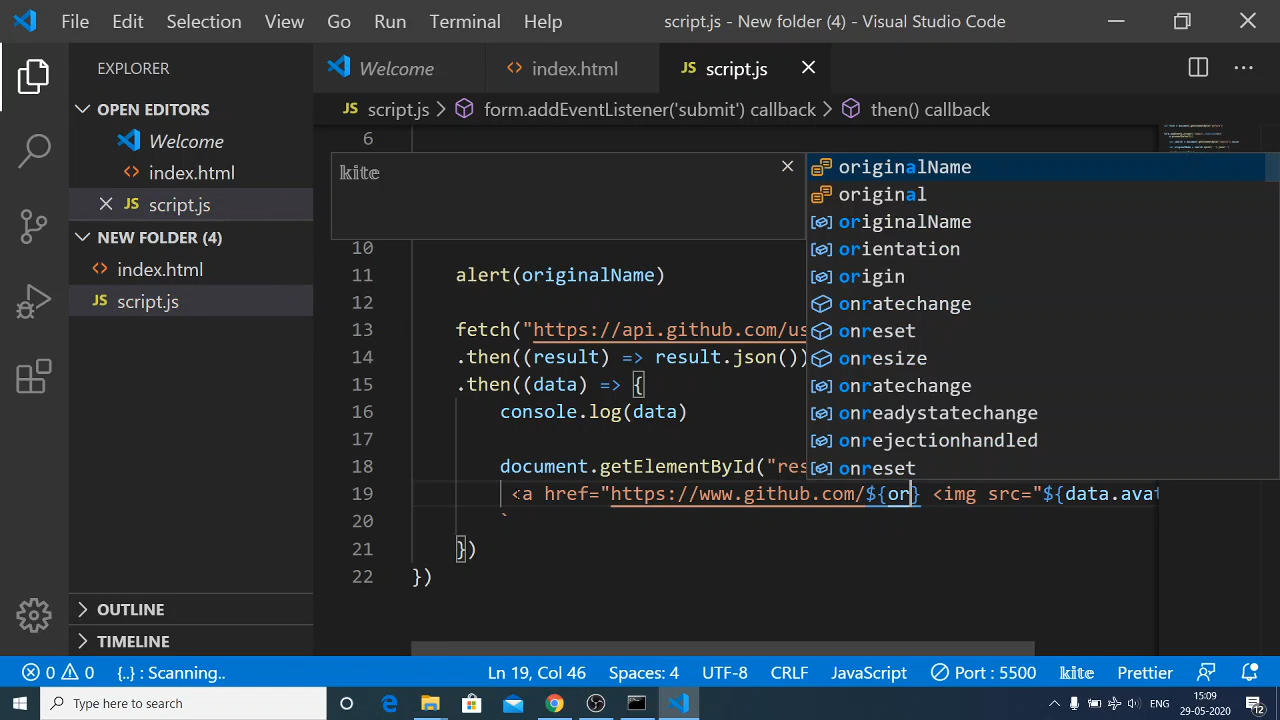 File Edit Selection View Go Run Terminal Help script.js - New folder (4) - Visual Studio Code
EXPLORER
OPEN EDITORS
Welcome
index.html
JS script.js
NEW FOLDER (4)
index.html
JS script.js
OUTLINE
TIMELINE
Welcome index.html JS script.js
JS script.js > form.addEventListener('submit') callback > then() callback
6
kite
originalName
original
originalName
orientation
origin
onratechange
onreset
onresize
onratechange
onreadystatechange
onrejectionhandled
onreset
10
11 alert(originalName)
12
13 fetch("https://api.github.com/us
14 .then((result) => result.json())
15 .then((data) => {
16 console.log(data)
17
18 document.getElementById("res
19 <a href="https://www.github.com/${or} <img src="${data.avat
20 `
21 })
22 })
0 0 {..} : Scanning.. Ln 19, Col 46 Spaces: 4 UTF-8 CRLF JavaScript Port : 5500 kite Prettier
Type here to search
ENG
15:09
29-05-2020
12